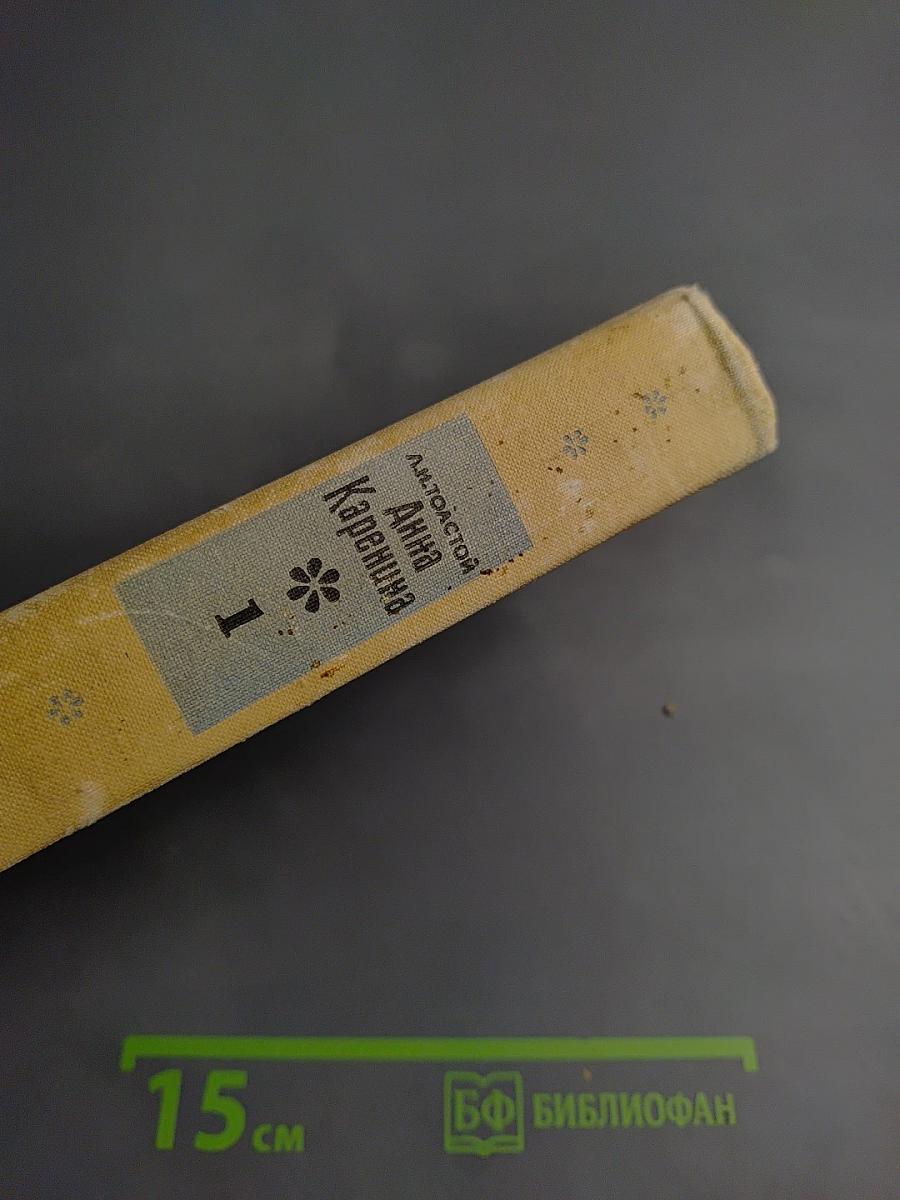 Л.Н.ТОЛСТОЙ
Анна
Каренина
1
15 см
БФ БИБЛИОФАН